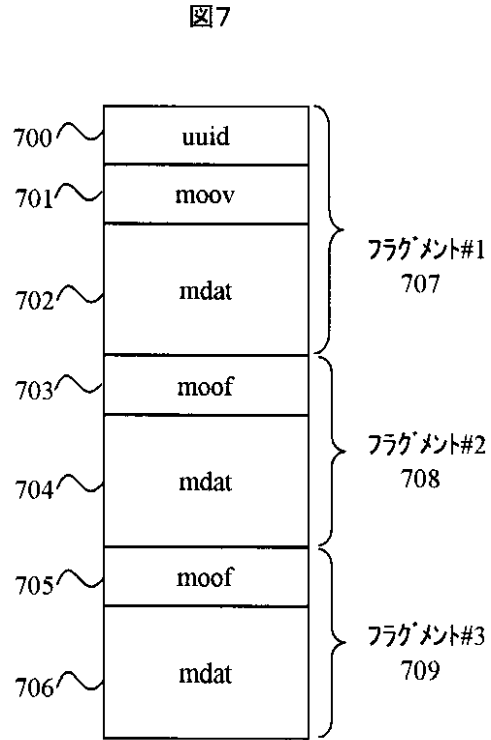 図7
700 uuid
701 moov
フラグメント#1
707
702 mdat
703 moof
フラグメント#2
708
704 mdat
705 moof
フラグメント#3
709
706 mdat